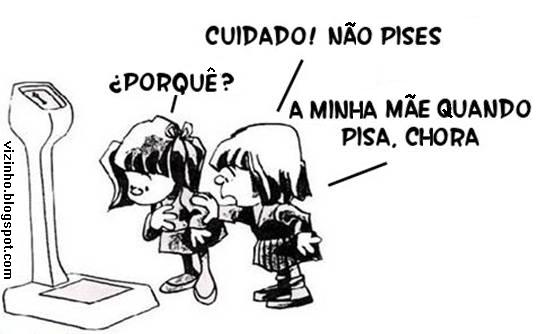 CUIDADO! NÃO PISES
¿PORQUÊ?
A MINHA MÃE QUANDO
PISA, CHORA
vizinho.blogspot.com